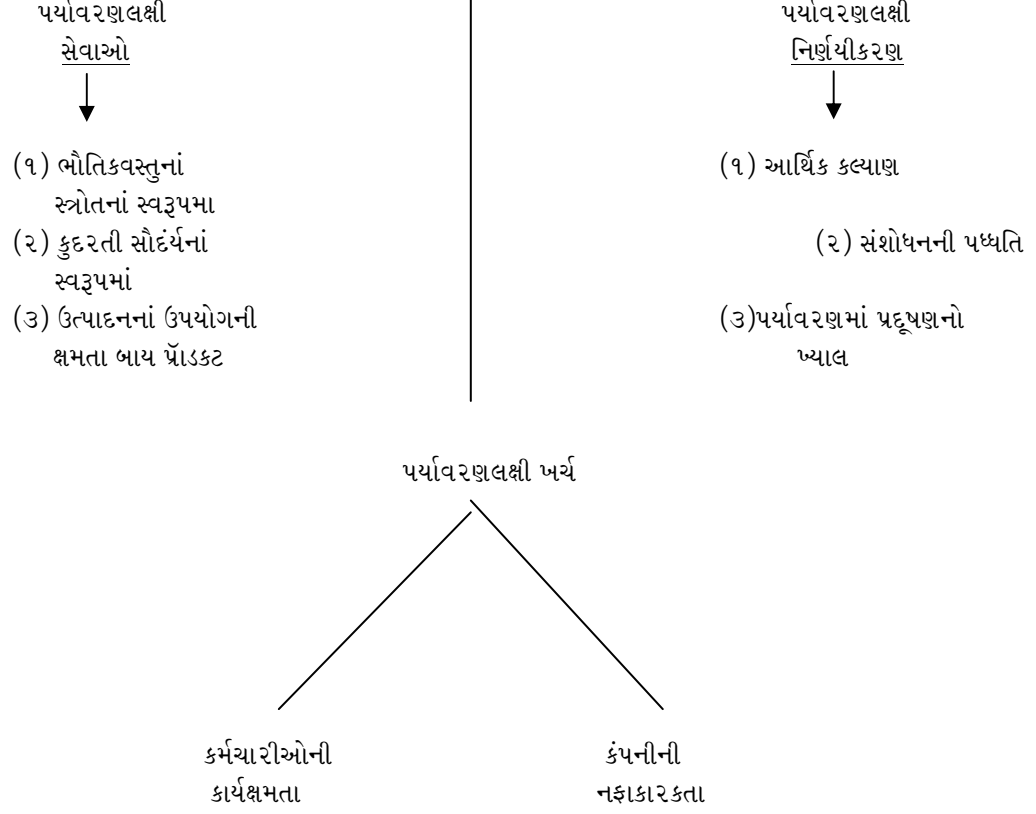 પર્યાવરણલક્ષી
સેવાઓ
(૧) ભૌતિકવસ્તુનાં
સ્ત્રોતનાં સ્વરૂપમા
(૨) કુદરતી સૌદંર્યનાં
સ્વરૂપમાં
(૩) ઉત્પાદનનાં ઉપયોગની
ક્ષમતા બાય પ્રૉડકટ
પર્યાવરણલક્ષી
નિર્ણયીકરણ
(૧) આર્થિક કલ્યાણ
(૨) સંશોધનની પધ્ધતિ
(૩)પર્યાવરણમાં પ્રદૂષણનો
ખ્યાલ
પર્યાવરણલક્ષી ખર્ચ
કર્મચારીઓની
કાર્યક્ષમતા
કંપનીની
નફાકારકતા